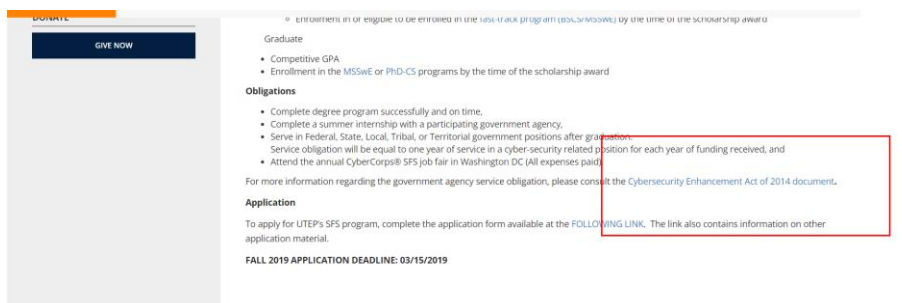 DONATE
GIVE NOW
Enrollment in or eligible to be enrolled in the fast-track program (BSCS/MSSwE) by the time of the scholarship award
Graduate
Competitive GPA
Enrollment in the MSSwE or PhD-CS programs by the time of the scholarship award
Obligations
Complete degree program successfully and on time,
Complete a summer internship with a participating government agency,
Serve in Federal, State, Local, Tribal, or Territorial government positions after graduation.
Service obligation will be equal to one year of service in a cyber-security related position for each year of funding received, and
Attend the annual CyberCorps® SFS job fair in Washington DC (All expenses paid)
For more information regarding the government agency service obligation, please consult the Cybersecurity Enhancement Act of 2014 document.
Application
To apply for UTEP's SFS program, complete the application form available at the FOLLOWING LINK. The link also contains information on other
application material.
FALL 2019 APPLICATION DEADLINE: 03/15/2019